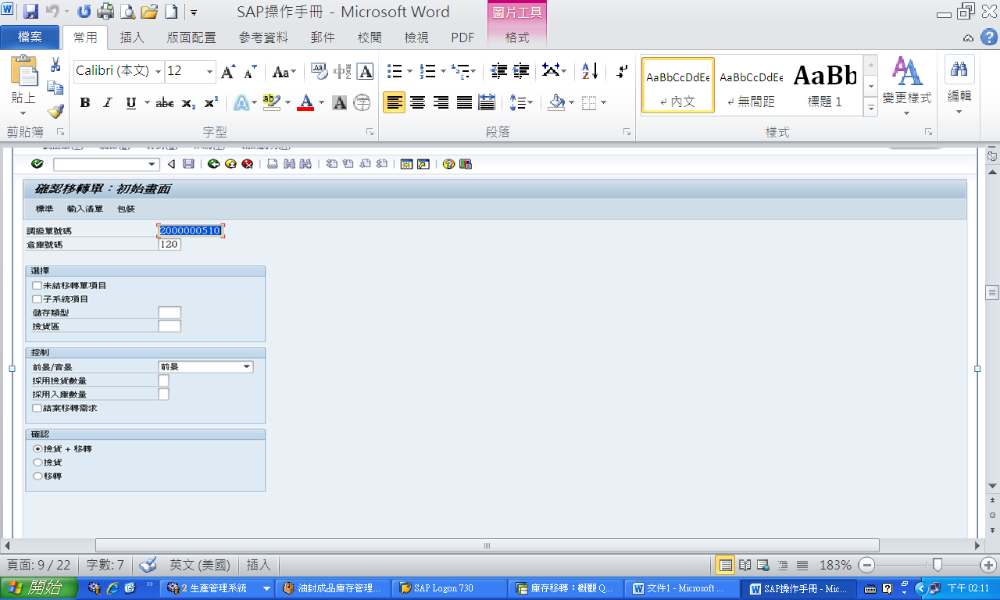 SAP操作手冊 - Microsoft Word
圖片工具
檔案 常用 插入 版面配置 參考資料 郵件 校閱 檢視 PDF 格式
貼上
Calibri (本文) 12
AaBbCcDdEe AaBbCcDdEe AaBb
內文 無間距 標題 1
變更樣式 編輯
剪貼簿 字型 段落 樣式
確認移轉單：初始畫面
標準 輸入清單 包裝
調撥單號碼 2000000510
倉庫號碼 120
選擇
未結移轉單項目
子系統項目
儲存類型
撿貨區
控制
前景/背景 前景
採用撿貨數量
採用入庫數量
結案移轉需求
確認
撿貨 + 移轉
撿貨
移轉
頁面: 9 / 22 字數: 7 英文 (美國) 插入 183%
開始 2 生產管理系統 油封成品庫存管理... SAP Logon 730 庫存移轉：概觀 Q... 文件1 - Microsoft ... SAP操作手冊 - Mic... 下午 02:11